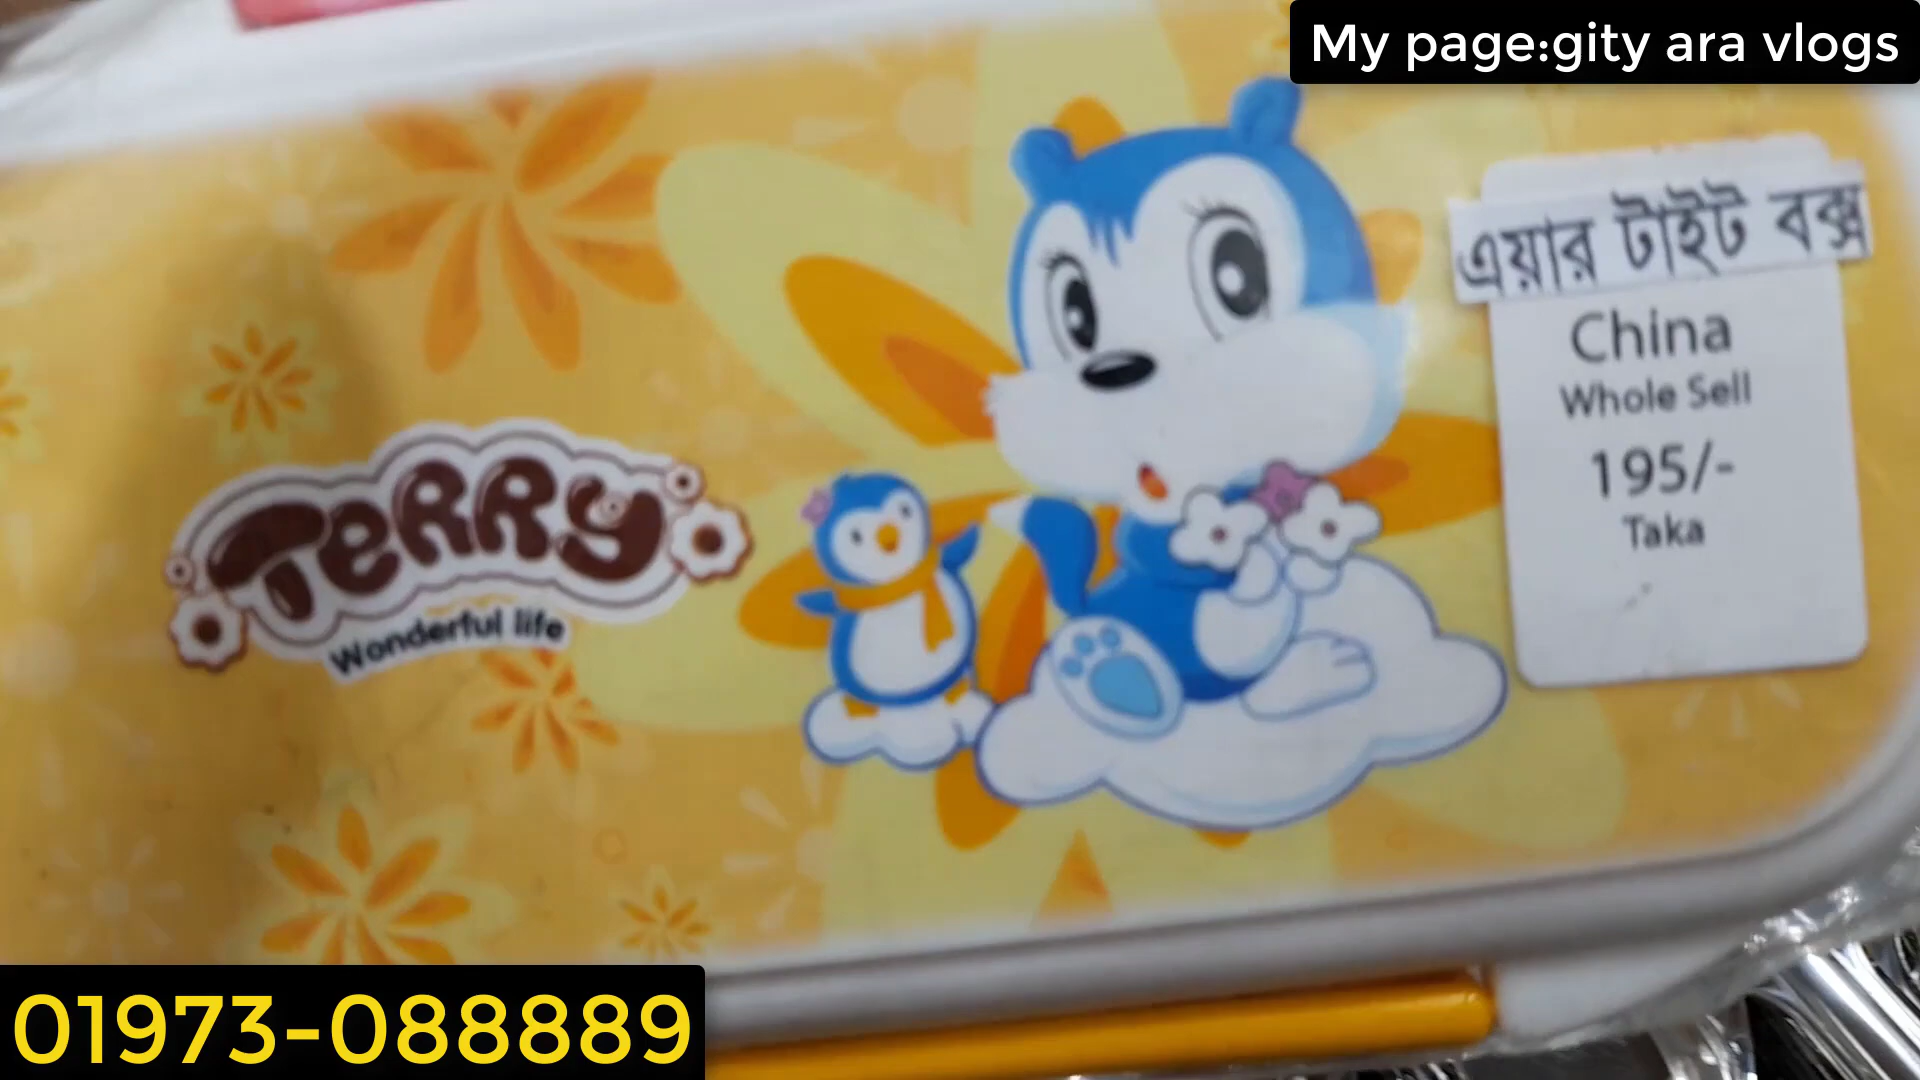 My page:gity ara vlogs
এয়ার টাইট বক্স
China
Whole Sell
195/-
Taka
TeRRy
Wonderful life
01973-088889